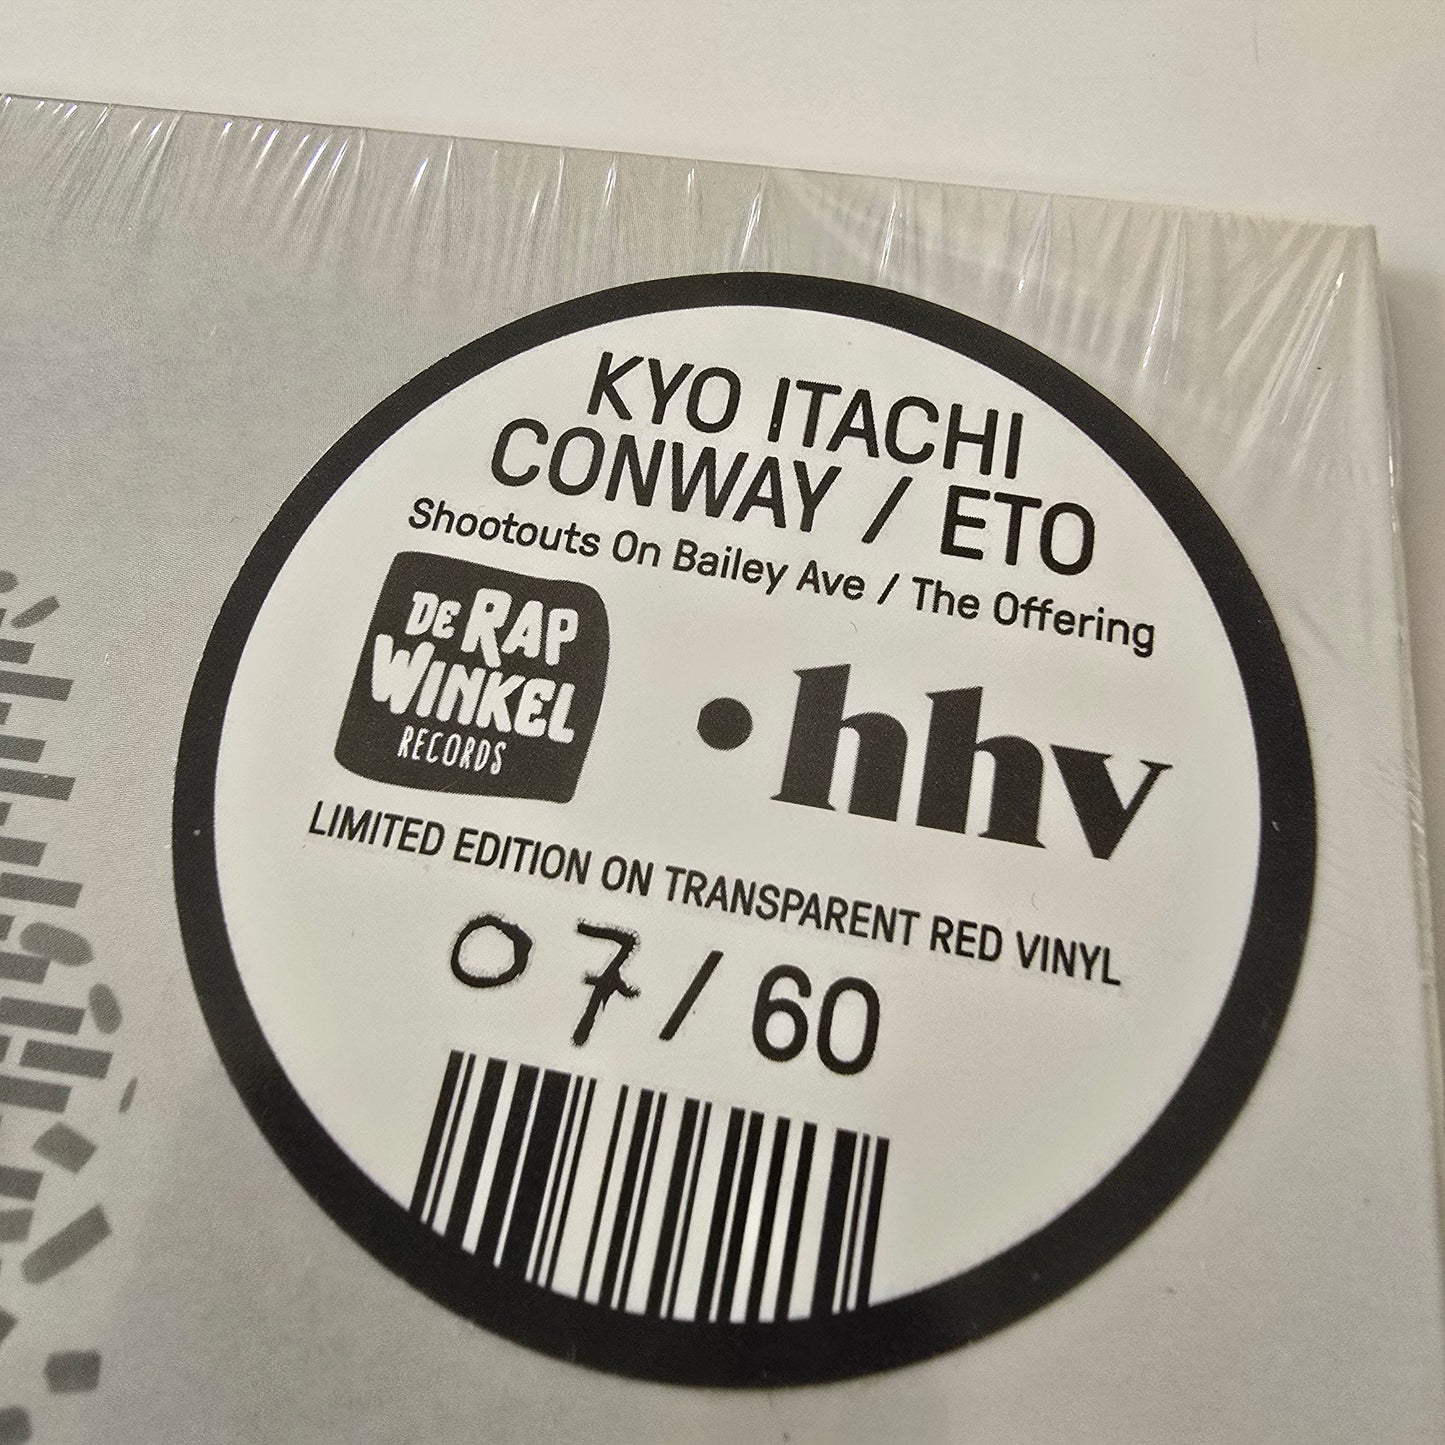 KYO ITACHI
CONWAY / ETO
Shootouts On Bailey Ave / The Offering
DE RAP
WINKEL
RECORDS
•hhv
LIMITED EDITION ON TRANSPARENT RED VINYL
07/60